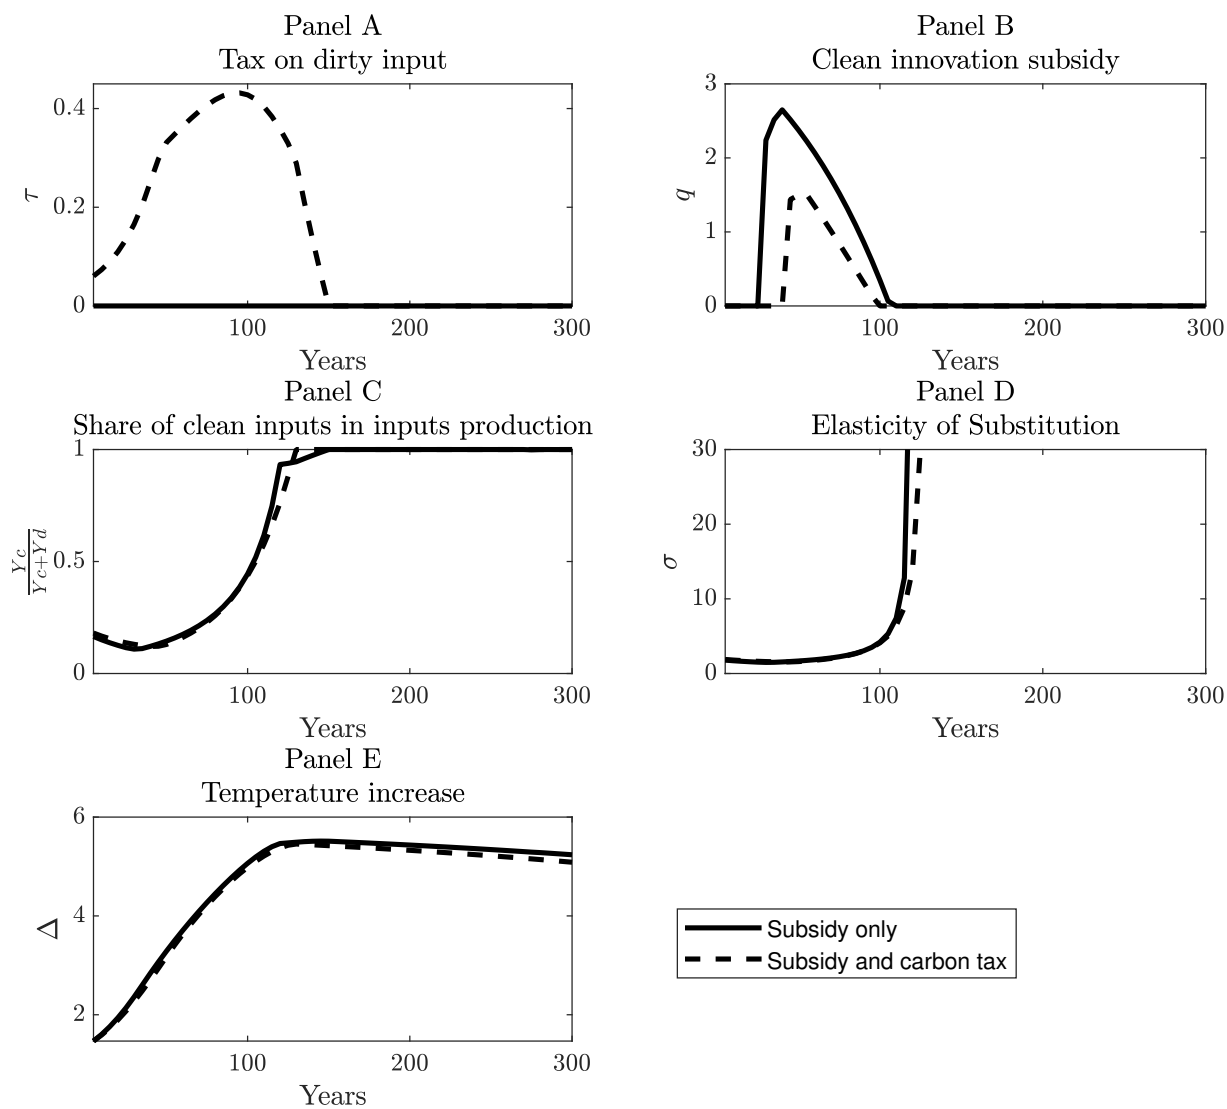 Panel A
Tax on dirty input
0.4
0.2
0
τ
100
200
300
Years
Panel B
Clean innovation subsidy
3
2
1
0
q
100
200
300
Years
Panel C
Share of clean inputs in inputs production
1
0.5
0
Yc
Yc+Yd
100
200
300
Years
Panel D
Elasticity of Substitution
30
20
10
0
σ
100
200
300
Years
Panel E
Temperature increase
6
4
2
Δ
100
200
300
Years
Subsidy only
Subsidy and carbon tax